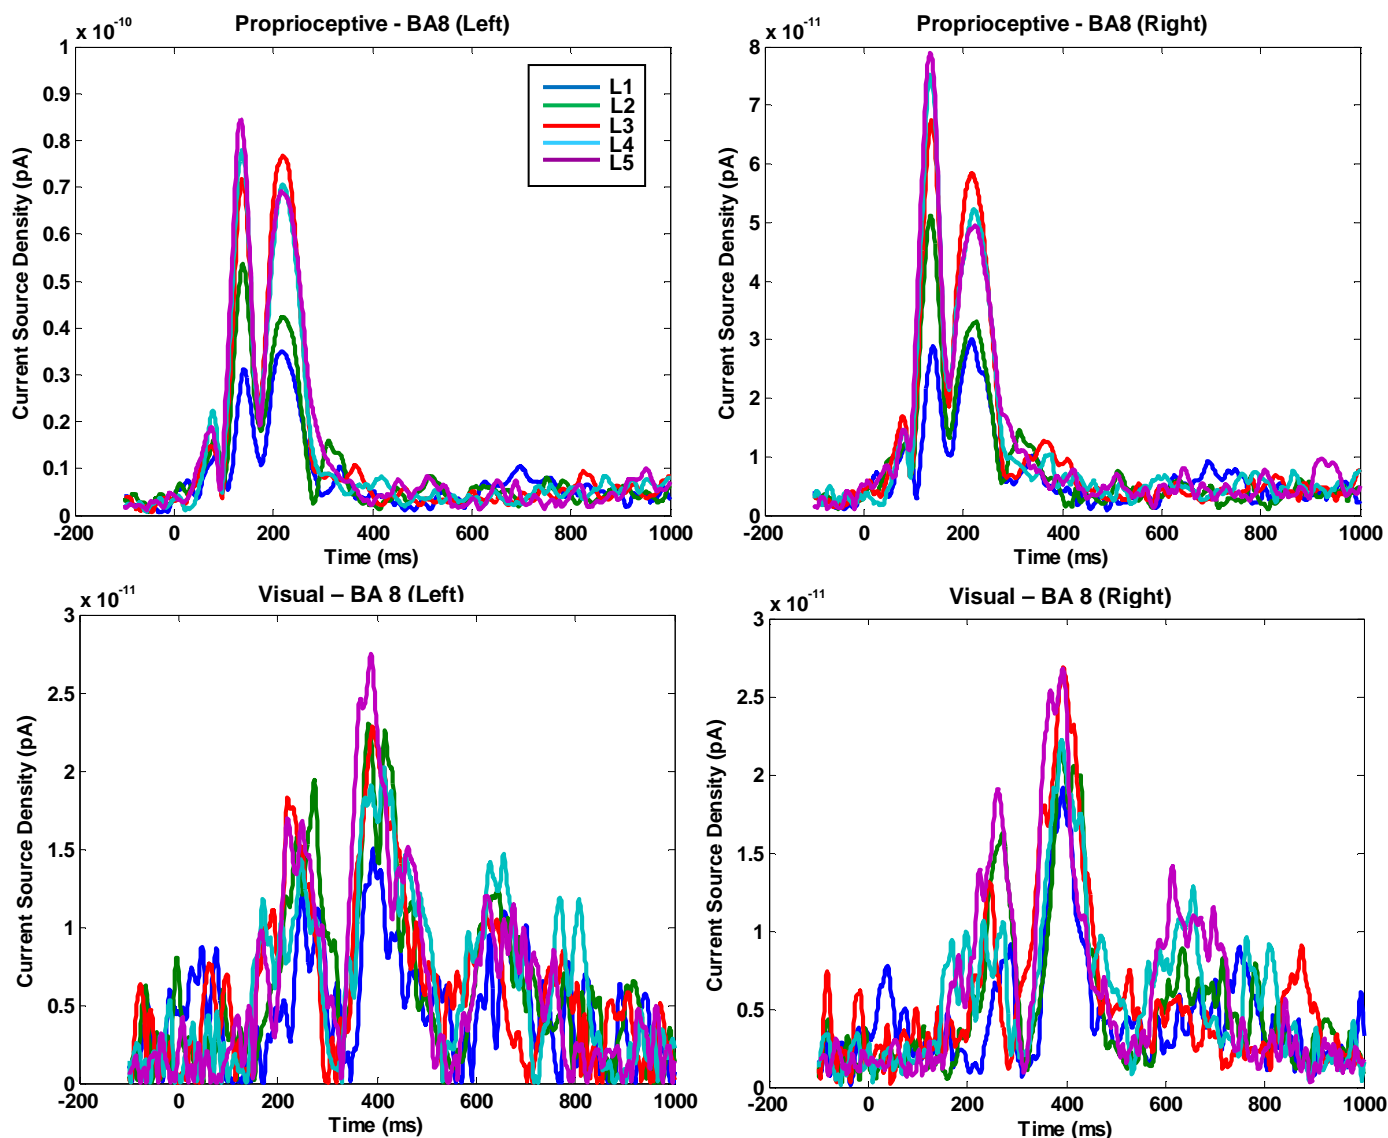 Proprioceptive - BA8 (Left)
x 10-10
1
0.9
0.8
0.7
0.6
0.5
0.4
0.3
0.2
0.1
0
-200
0
200
400
600
800
1000
Current Source Density (pA)
Time (ms)
L1
L2
L3
L4
L5
Proprioceptive - BA8 (Right)
x 10-11
8
7
6
5
4
3
2
1
0
-200
0
200
400
600
800
1000
Current Source Density (pA)
Time (ms)
Visual – BA 8 (Left)
x 10-11
3
2.5
2
1.5
1
0.5
0
-200
0
200
400
600
800
1000
Current Source Density (pA)
Time (ms)
Visual – BA 8 (Right)
x 10-11
3
2.5
2
1.5
1
0.5
0
-200
0
200
400
600
800
1000
Current Source Density (pA)
Time (ms)